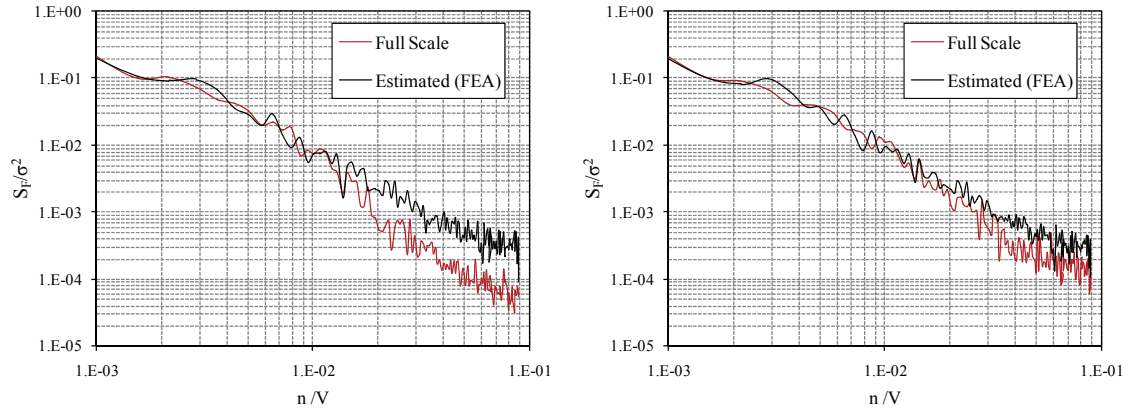 1.E+00
1.E-01
1.E-02
1.E-03
1.E-04
1.E-05
S_F/σ²
Full Scale
Estimated (FEA)
1.E-03
1.E-02
1.E-01
n /V
1.E+00
1.E-01
1.E-02
1.E-03
1.E-04
1.E-05
S_F/σ²
Full Scale
Estimated (FEA)
1.E-03
1.E-02
1.E-01
n /V